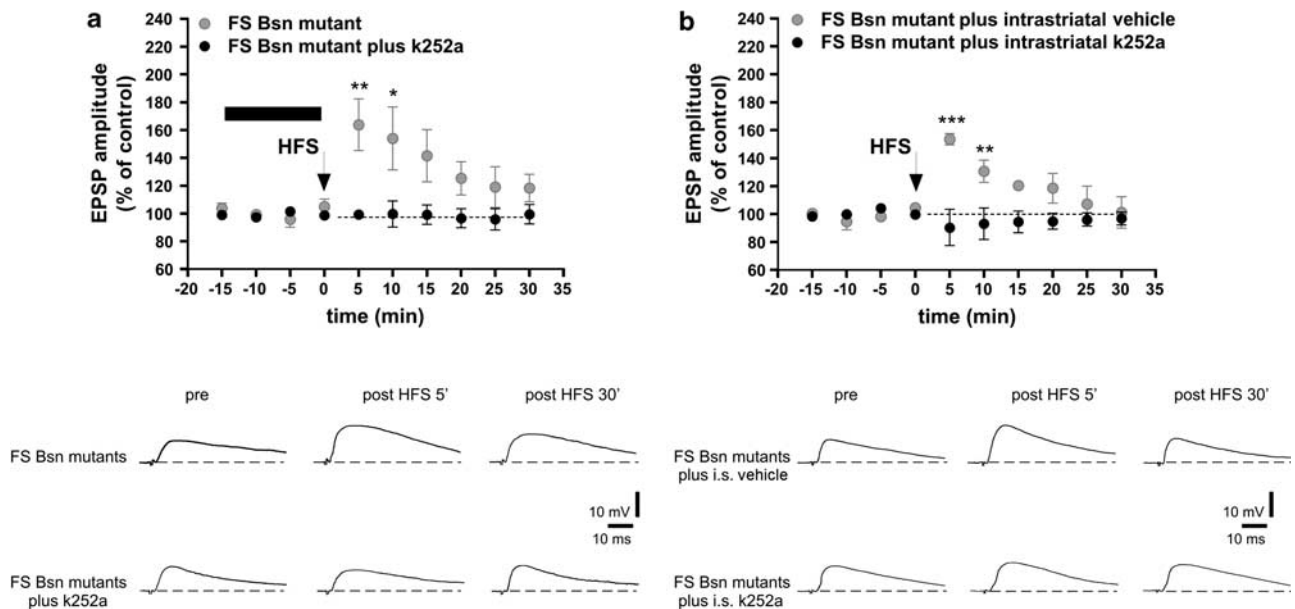 a
FS Bsn mutant
FS Bsn mutant plus k252a
EPSP amplitude
(% of control)
240
220
200
180
160
140
120
100
80
60
**
*
HFS
-20 -15 -10 -5 0 5 10 15 20 25 30 35
time (min)
b
FS Bsn mutant plus intrastriatal vehicle
FS Bsn mutant plus intrastriatal k252a
EPSP amplitude
(% of control)
240
220
200
180
160
140
120
100
80
60
***
**
HFS
-20 -15 -10 -5 0 5 10 15 20 25 30 35
time (min)
pre post HFS 5' post HFS 30'
FS Bsn mutants
10 mV
10 ms
FS Bsn mutants
plus k252a
pre post HFS 5' post HFS 30'
FS Bsn mutants
plus i.s. vehicle
10 mV
10 ms
FS Bsn mutants
plus i.s. k252a